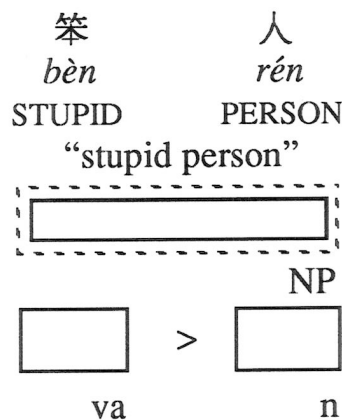 笨 人
bèn rén
STUPID PERSON
“stupid person”
NP
>
va n